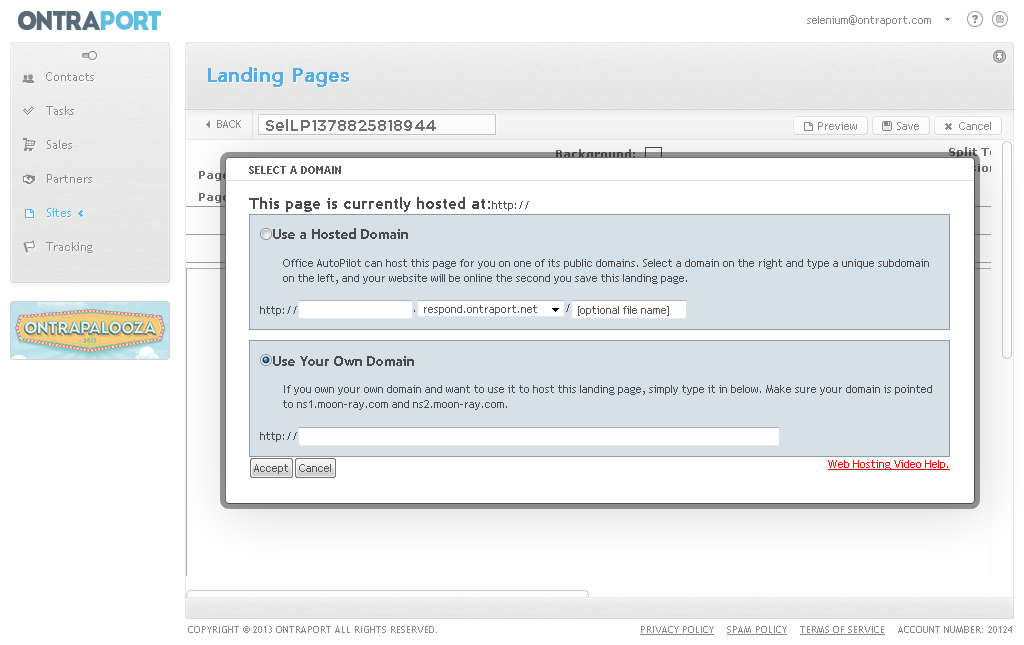 ONTRAPORT
selenium@ontraport.com
?
Contacts
Tasks
Sales
Partners
Sites
Tracking
ONTRAPALOOZA
2013
Landing Pages
BACK
SelLP1378825818944
Preview
Save
Cancel
Background:
Split
Page
Page
SELECT A DOMAIN
This page is currently hosted at:http://
Use a Hosted Domain
Office AutoPilot can host this page for you on one of its public domains. Select a domain on the right and type a unique subdomain
on the left, and your website will be online the second you save this landing page.
http:// . respond.ontraport.net / [optional file name]
Use Your Own Domain
If you own your own domain and want to use it to host this landing page, simply type it in below. Make sure your domain is pointed
to ns1.moon-ray.com and ns2.moon-ray.com.
http://
Accept Cancel
Web Hosting Video Help.
COPYRIGHT © 2013 ONTRAPORT ALL RIGHTS RESERVED.
PRIVACY POLICY SPAM POLICY TERMS OF SERVICE ACCOUNT NUMBER: 20124